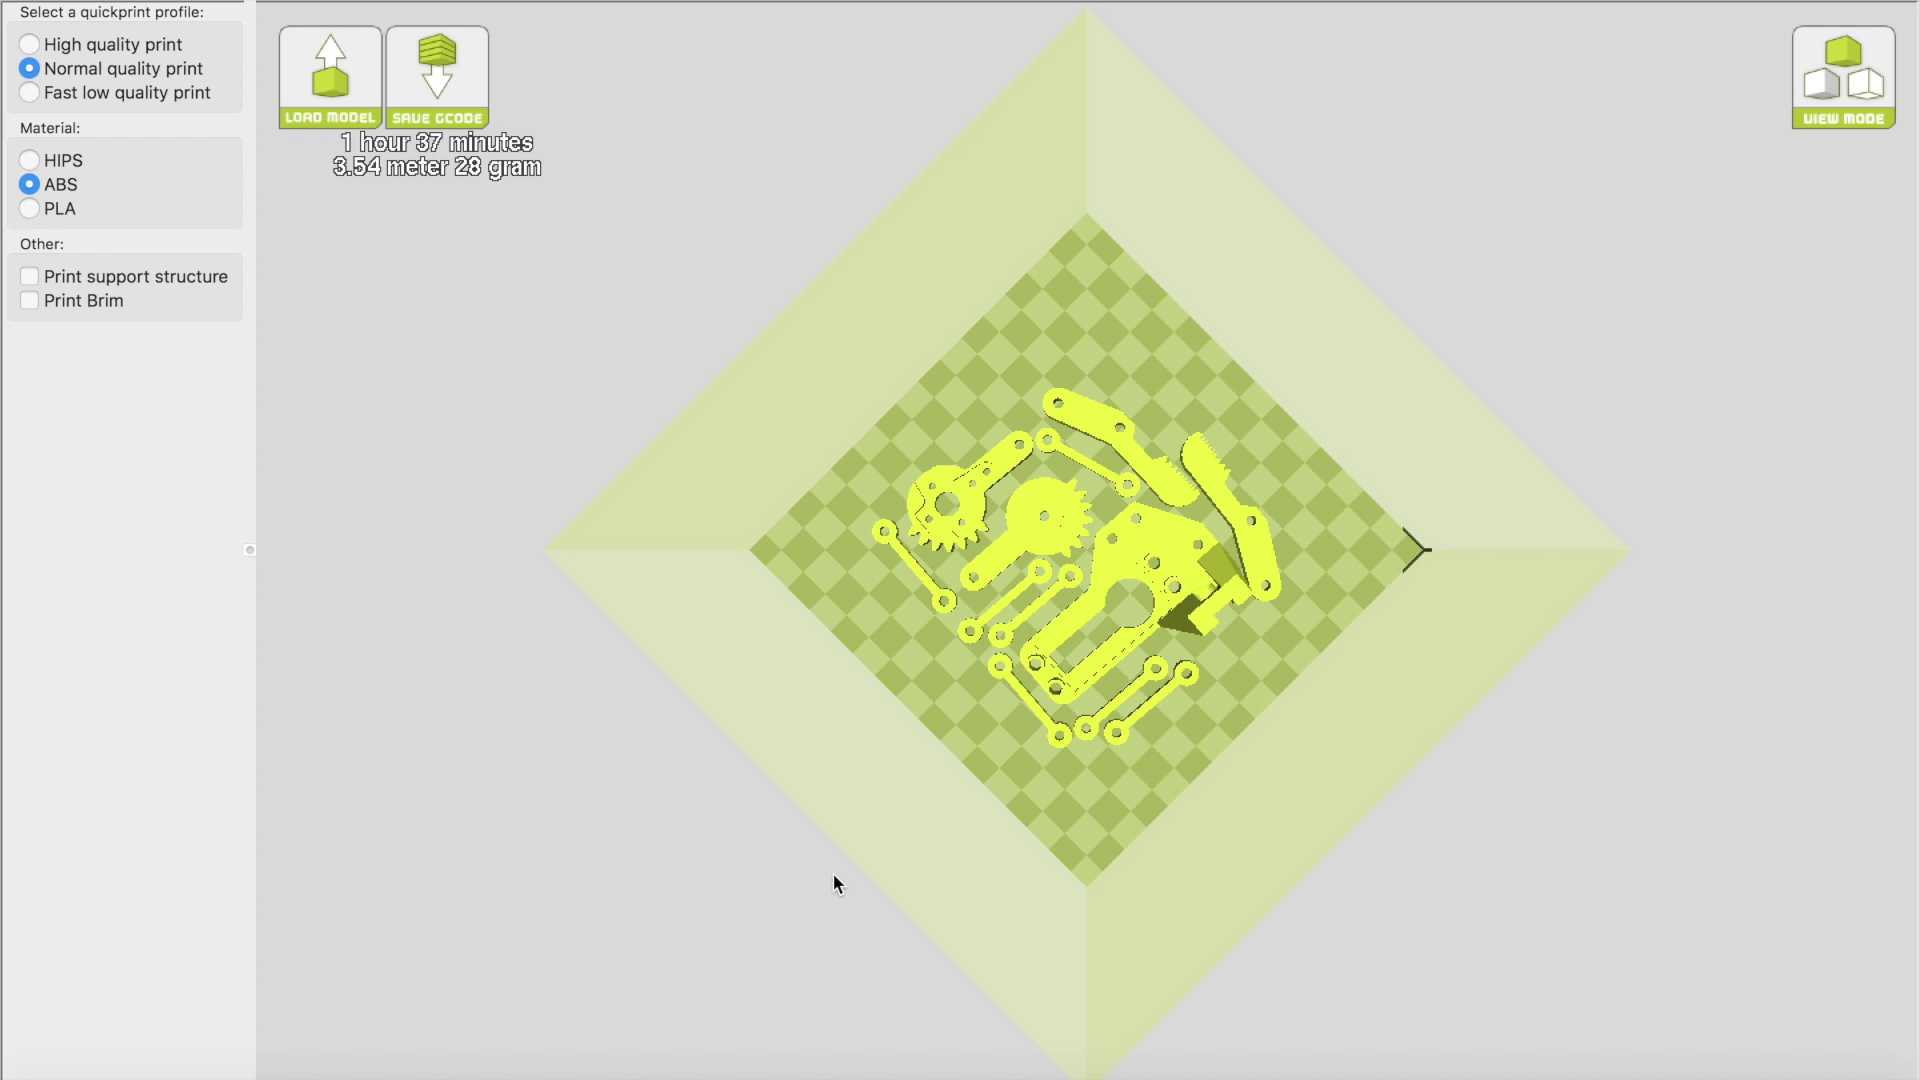 Select a quickprint profile:
High quality print
Normal quality print
Fast low quality print
Material:
HIPS
ABS
PLA
Other:
Print support structure
Print Brim
LOAD MODEL
SAVE GCODE
1 hour 37 minutes
3.54 meter 28 gram
VIEW MODE